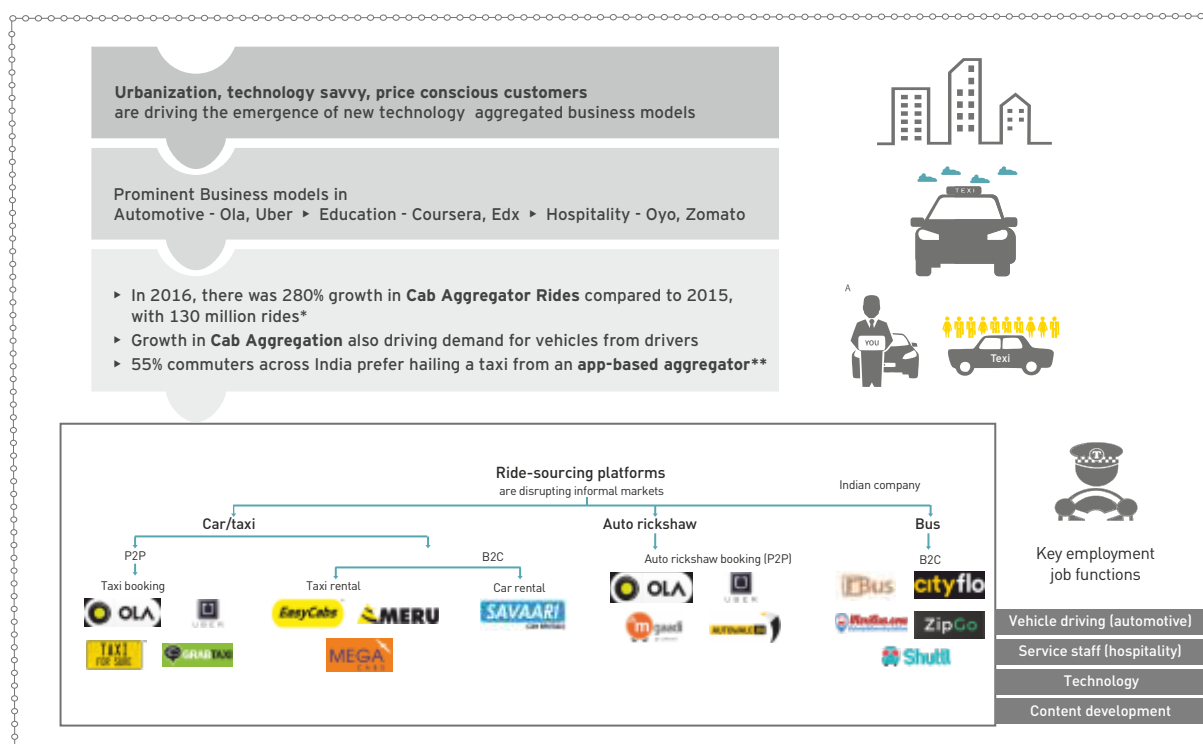 Urbanization, technology savvy, price conscious customers
are driving the emergence of new technology aggregated business models
Prominent Business models in
Automotive - Ola, Uber ▸ Education - Coursera, Edx ▸ Hospitality - Oyo, Zomato
▸ In 2016, there was 280% growth in Cab Aggregator Rides compared to 2015,
with 130 million rides*
▸ Growth in Cab Aggregation also driving demand for vehicles from drivers
▸ 55% commuters across India prefer hailing a taxi from an app-based aggregator**
TEXI
A
YOU
Texi
Ride-sourcing platforms
are disrupting informal markets
Indian company
Car/taxi
Auto rickshaw
Bus
P2P
B2C
Auto rickshaw booking (P2P)
B2C
Taxi booking
Taxi rental
Car rental
OLA
UBER
EasyCabs
MERU
SAVAARI
CAR RENTALS
TAXI
FOR SURE
GRABTAXI
MEGA
CABS
OLA
UBER
m gaadi
AUTOWALE
Bus
cityflo
ZipGo
Shuttl
Key employment
job functions
Vehicle driving (automotive)
Service staff (hospitality)
Technology
Content development